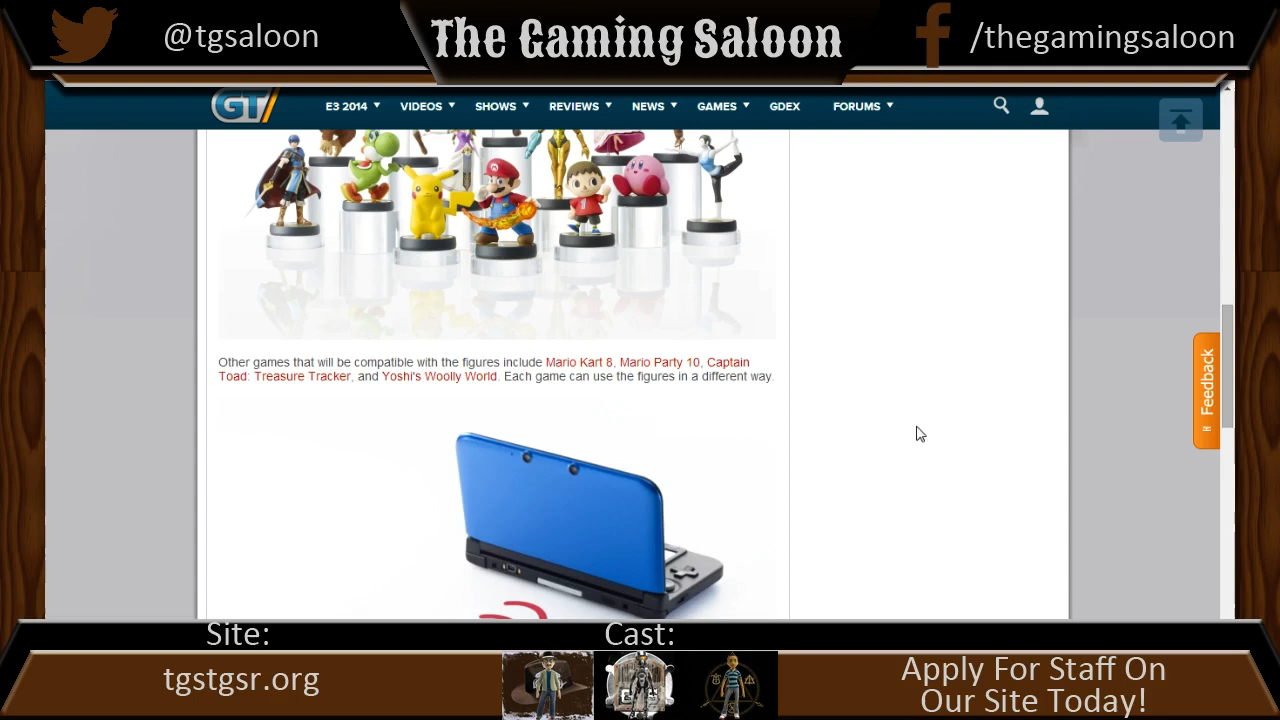 @tgsaloon
The Gaming Saloon
/thegamingsaloon
GT
E3 2014 VIDEOS SHOWS REVIEWS NEWS GAMES GDEX FORUMS
Other games that will be compatible with the figures include Mario Kart 8, Mario Party 10, Captain
Toad: Treasure Tracker, and Yoshi's Woolly World. Each game can use the figures in a different way.
Feedback
Site:
Cast:
tgstgsr.org
Apply For Staff On
Our Site Today!